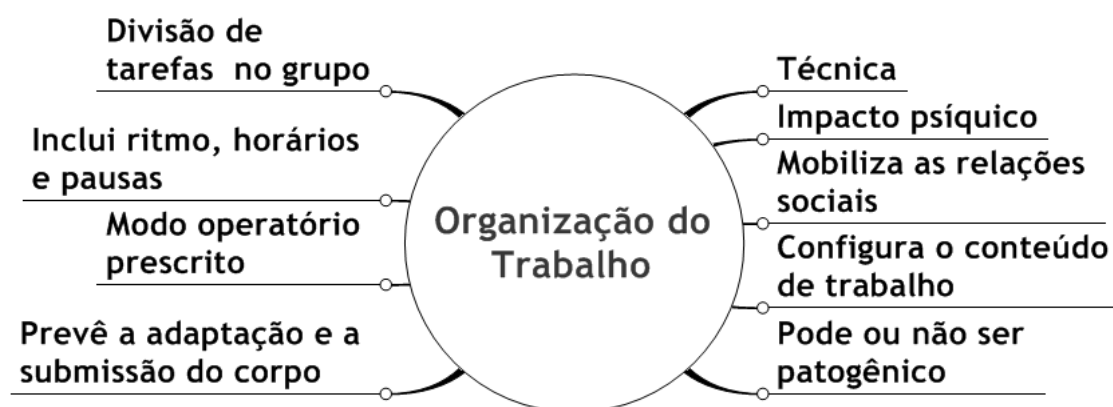 Divisão de
tarefas no grupo
Inclui ritmo, horários
e pausas
Modo operatório
prescrito
Prevê a adaptação e a
submissão do corpo
Organização do
Trabalho
Técnica
Impacto psíquico
Mobiliza as relações
sociais
Configura o conteúdo
de trabalho
Pode ou não ser
patogênico